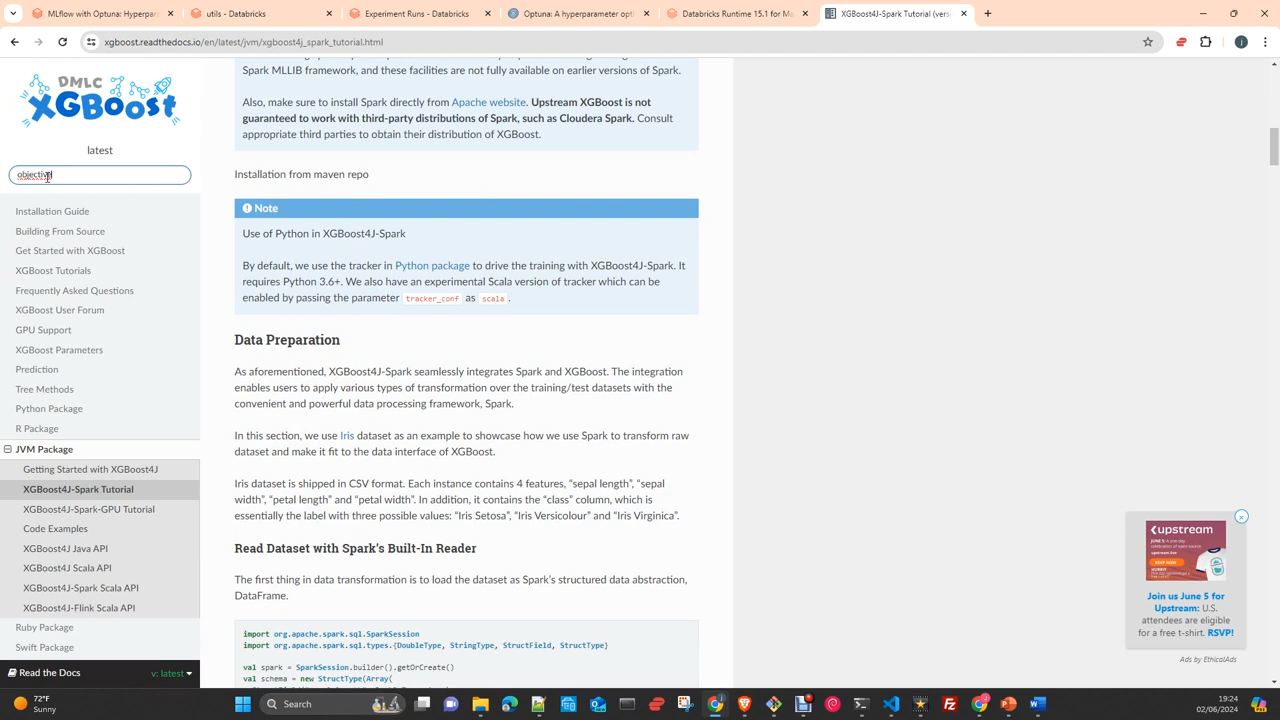 MLflow with Optuna: Hyperpar
utils - Databricks
Experiment Runs - Databricks
Optuna: A hyperparameter opt
Databricks Runtime 15.1 for Ma
XGBoost4J-Spark Tutorial (ver
xgboost.readthedocs.io/en/latest/jvm/xgboost4j_spark_tutorial.html
DMLC
XGBoost
latest
objective
Installation Guide
Building From Source
Get Started with XGBoost
XGBoost Tutorials
Frequently Asked Questions
XGBoost User Forum
GPU Support
XGBoost Parameters
Prediction
Tree Methods
Python Package
R Package
JVM Package
Getting Started with XGBoost4J
XGBoost4J-Spark Tutorial
XGBoost4J-Spark-GPU Tutorial
Code Examples
XGBoost4J Java API
XGBoost4J Scala API
XGBoost4J-Spark Scala API
XGBoost4J-Flink Scala API
Ruby Package
Swift Package
Read the Docs
v: latest
Spark MLLIB framework, and these facilities are not fully available on earlier versions of Spark.
Also, make sure to install Spark directly from Apache website. Upstream XGBoost is not
guaranteed to work with third-party distributions of Spark, such as Cloudera Spark. Consult
appropriate third parties to obtain their distribution of XGBoost.
Installation from maven repo
Note
Use of Python in XGBoost4J-Spark
By default, we use the tracker in Python package to drive the training with XGBoost4J-Spark. It
requires Python 3.6+. We also have an experimental Scala version of tracker which can be
enabled by passing the parameter tracker_conf as scala .
Data Preparation
As aforementioned, XGBoost4J-Spark seamlessly integrates Spark and XGBoost. The integration
enables users to apply various types of transformation over the training/test datasets with the
convenient and powerful data processing framework, Spark.
In this section, we use Iris dataset as an example to showcase how we use Spark to transform raw
dataset and make it fit to the data interface of XGBoost.
Iris dataset is shipped in CSV format. Each instance contains 4 features, “sepal length”, “sepal
width”, “petal length” and “petal width”. In addition, it contains the “class” column, which is
essentially the label with three possible values: “Iris Setosa”, “Iris Versicolour” and “Iris Virginica”.
Read Dataset with Spark’s Built-In Reader
The first thing in data transformation is to load the dataset as Spark’s structured data abstraction,
DataFrame.
import org.apache.spark.sql.SparkSession
import org.apache.spark.sql.types.{DoubleType, StringType, StructField, StructType}
val spark = SparkSession.builder().getOrCreate()
val schema = new StructType(Array(
upstream
JUNE 5
Join us June 5 for
Upstream: U.S.
attendees are eligible
for a free t-shirt. RSVP!
Ads by EthicalAds
72°F
Sunny
Search
19:24
02/06/2024